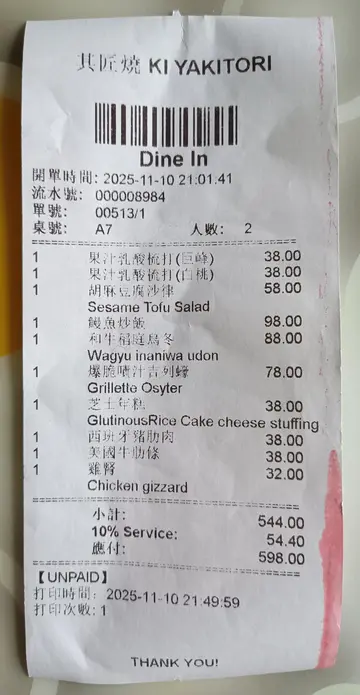 其匠燒 KI YAKITORI
Dine In
開單時間: 2025-11-10 21:01:41
流水號: 000008984
單號: 00513/1
桌號: A7 人數: 2
1 果汁乳酸梳打(巨峰) 38.00
1 果汁乳酸梳打(白桃) 38.00
1 胡麻豆腐沙律 58.00
Sesame Tofu Salad
1 鰻魚炒飯 98.00
1 和牛稻庭烏冬 88.00
Wagyu inaniwa udon
1 爆脆噴汁吉列蠔 78.00
Grillette Osyter
1 芝士年糕 38.00
GlutinousRice Cake cheese stuffing
1 西班牙豬肋肉 38.00
1 美國牛肋條 38.00
1 雞腎 32.00
Chicken gizzard
小計: 544.00
10% Service: 54.40
應付: 598.00
【UNPAID】
打印時間: 2025-11-10 21:49:59
打印次數: 1
THANK YOU!